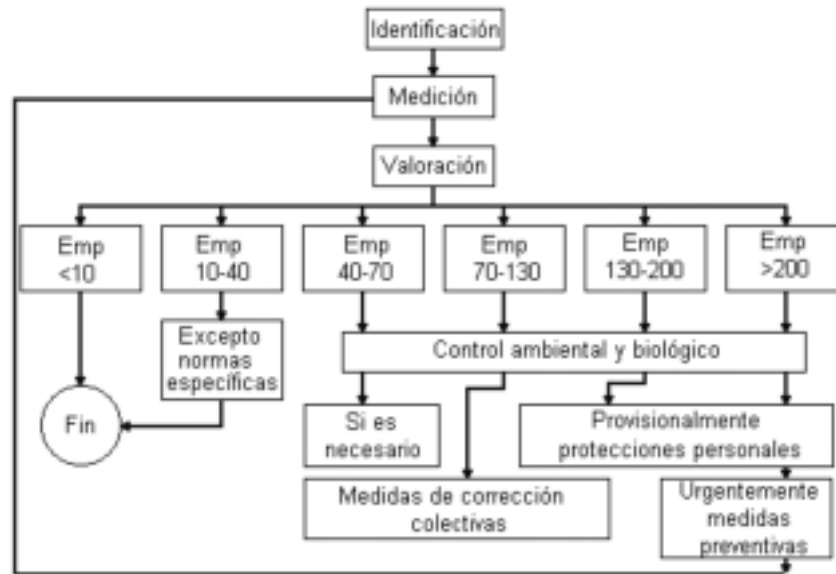 Identificación
Medición
Valoración
Emp
<10
Emp
10-40
Emp
40-70
Emp
70-130
Emp
130-200
Emp
>200
Excepto
normas
específicas
Control ambiental y biológico
Fin
Si es
necesario
Provisionalmente
protecciones personales
Medidas de corrección
colectivas
Urgentemente
medidas
preventivas